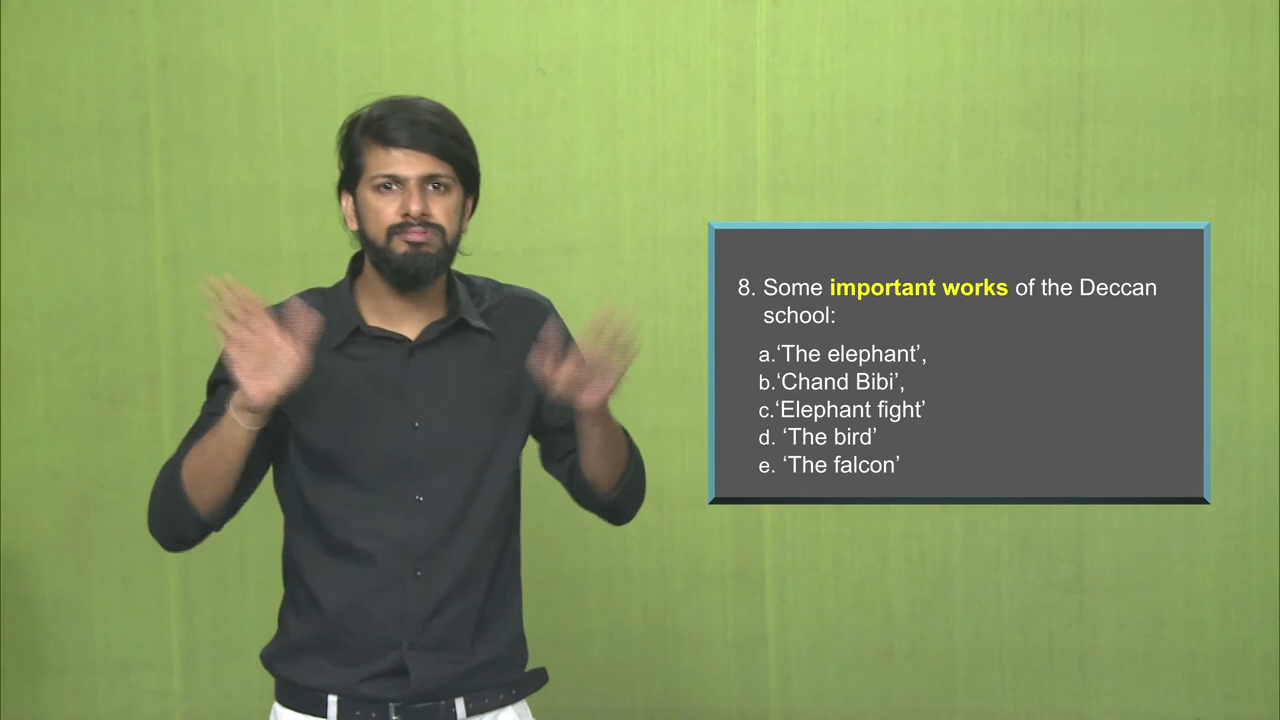 8. Some important works of the Deccan
school:
a.‘The elephant’,
b.‘Chand Bibi’,
c.‘Elephant fight’
d. ‘The bird’
e. ‘The falcon’